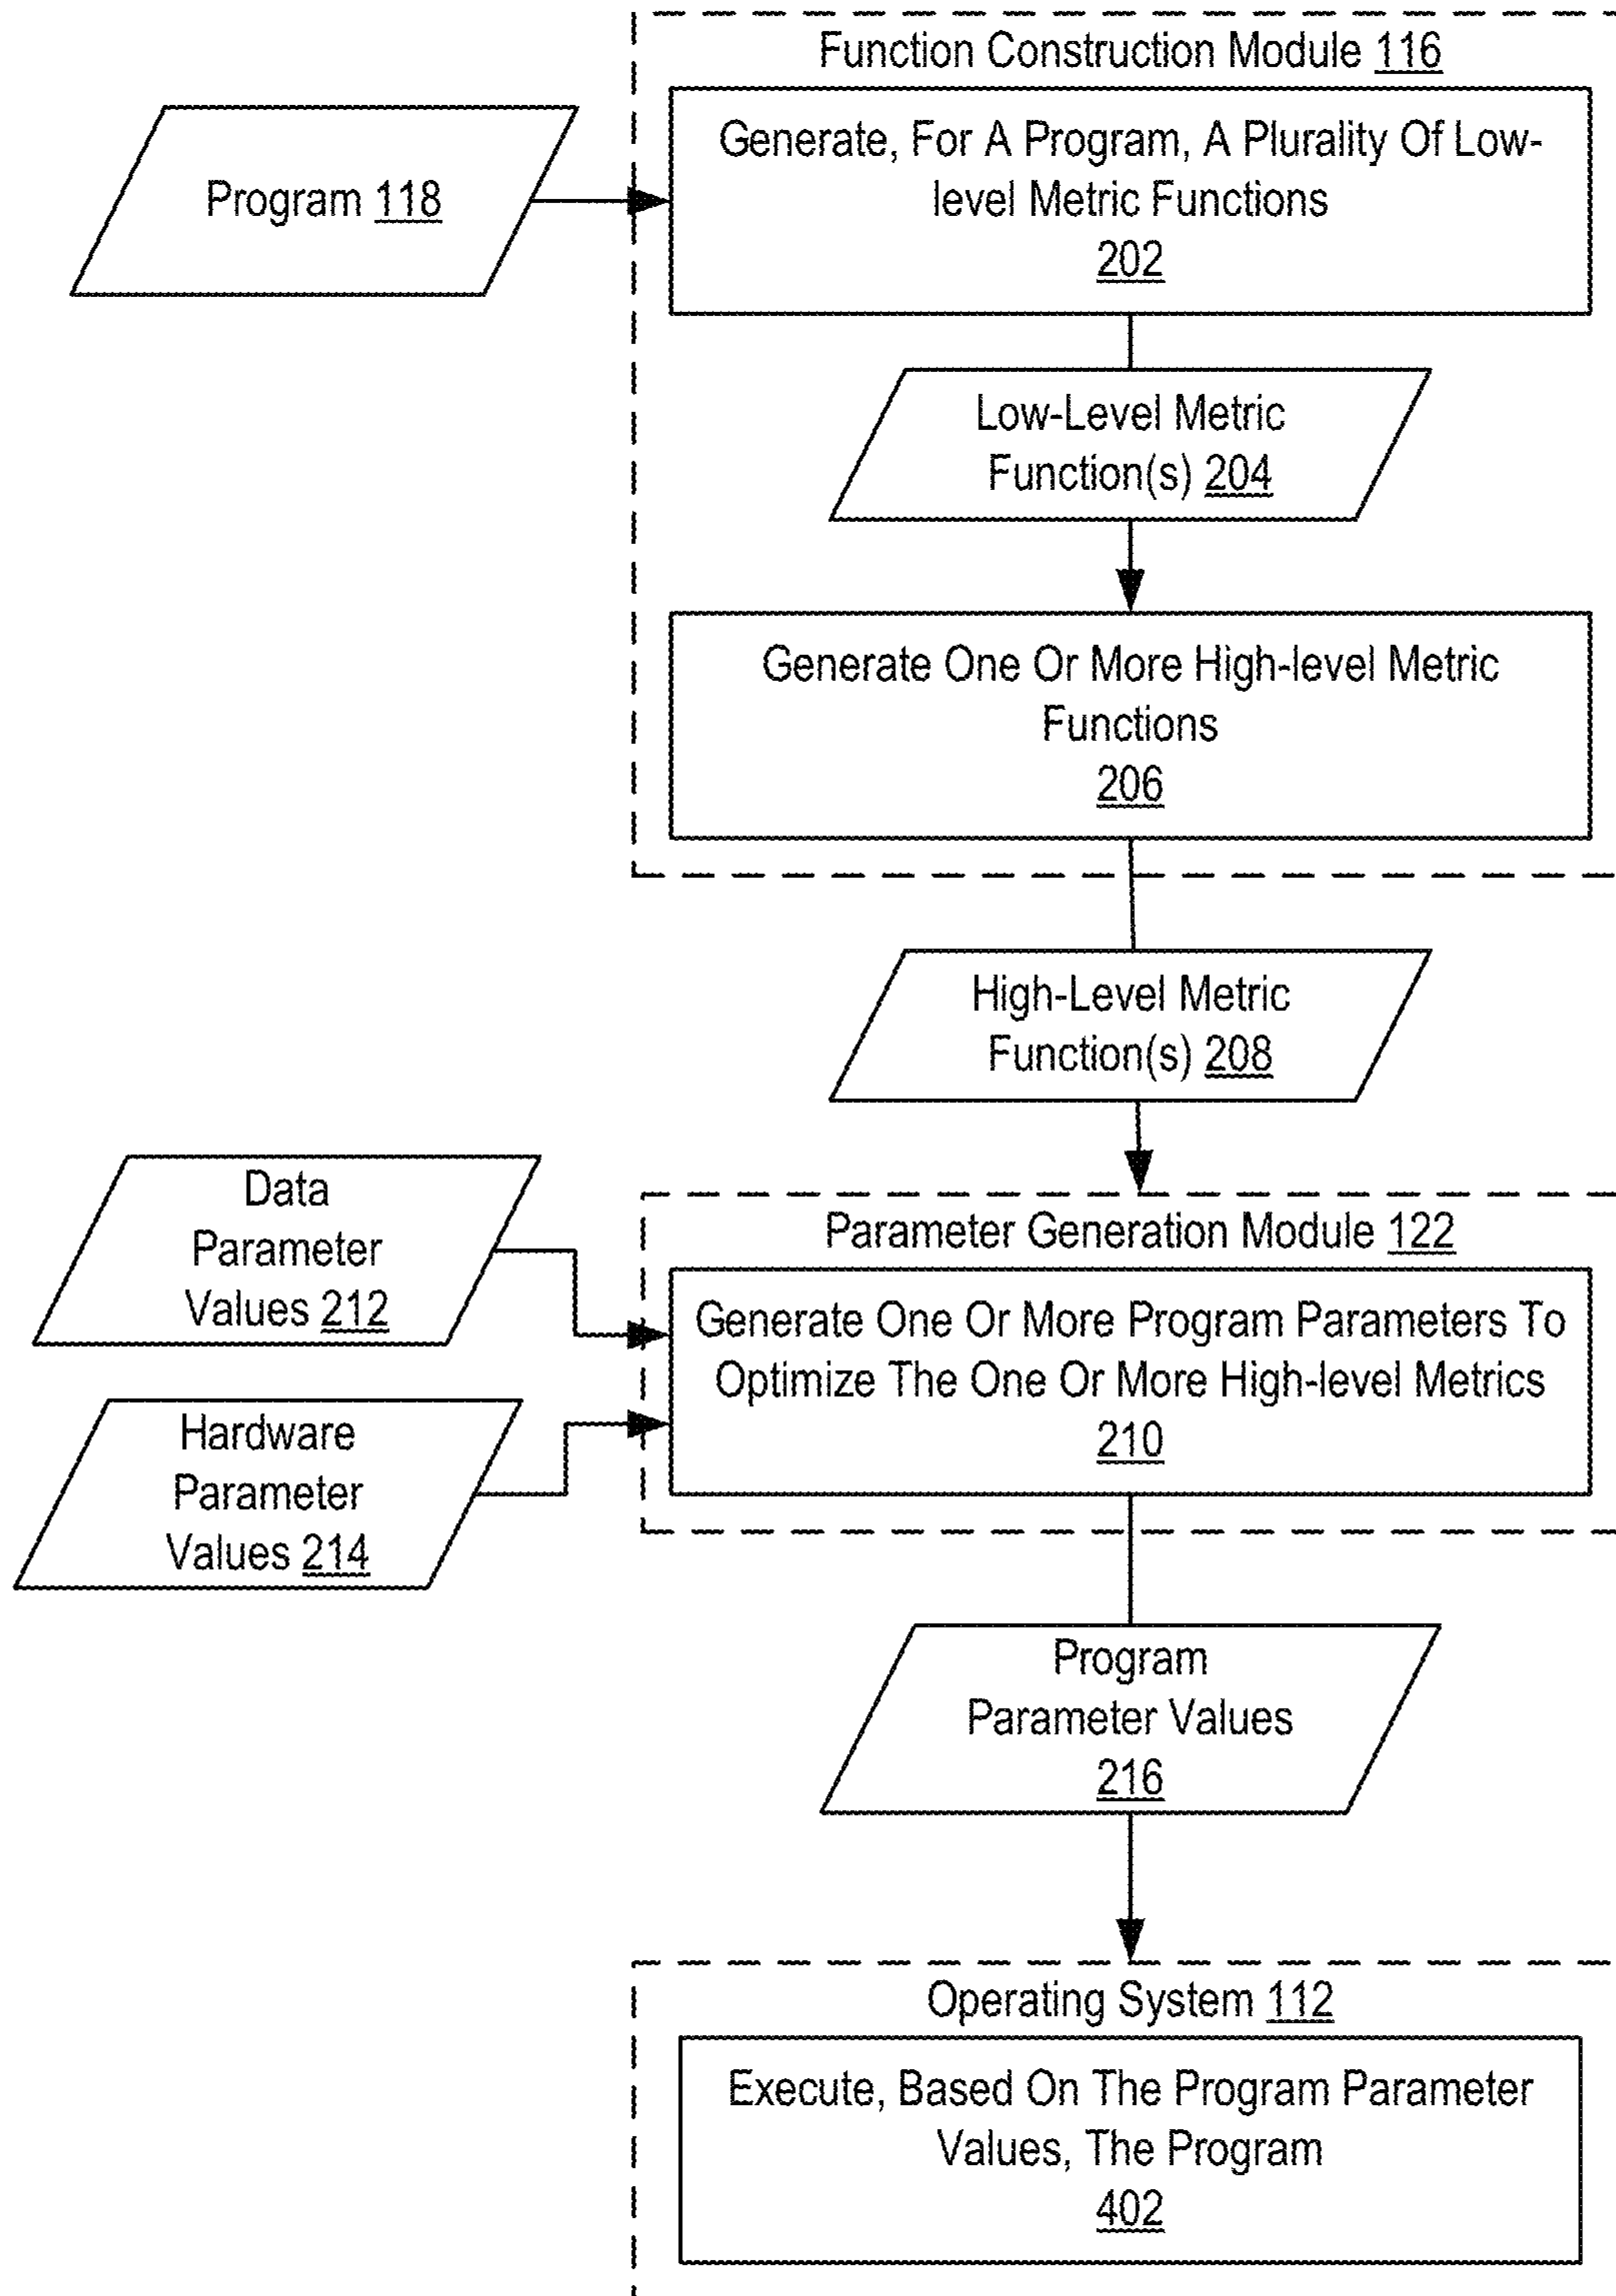 Function Construction Module 116
Program 118
Generate, For A Program, A Plurality Of Low-
level Metric Functions
202
Low-Level Metric
Function(s) 204
Generate One Or More High-level Metric
Functions
206
High-Level Metric
Function(s) 208
Data
Parameter
Values 212
Hardware
Parameter
Values 214
Parameter Generation Module 122
Generate One Or More Program Parameters To
Optimize The One Or More High-level Metrics
210
Program
Parameter Values
216
Operating System 112
Execute, Based On The Program Parameter
Values, The Program
402